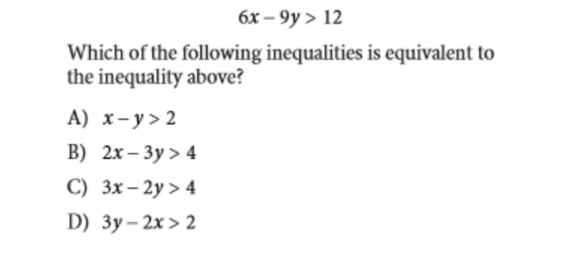 6x – 9y > 12
Which of the following inequalities is equivalent to
the inequality above?
A) x – y > 2
B) 2x – 3y > 4
C) 3x – 2y > 4
D) 3y – 2x > 2